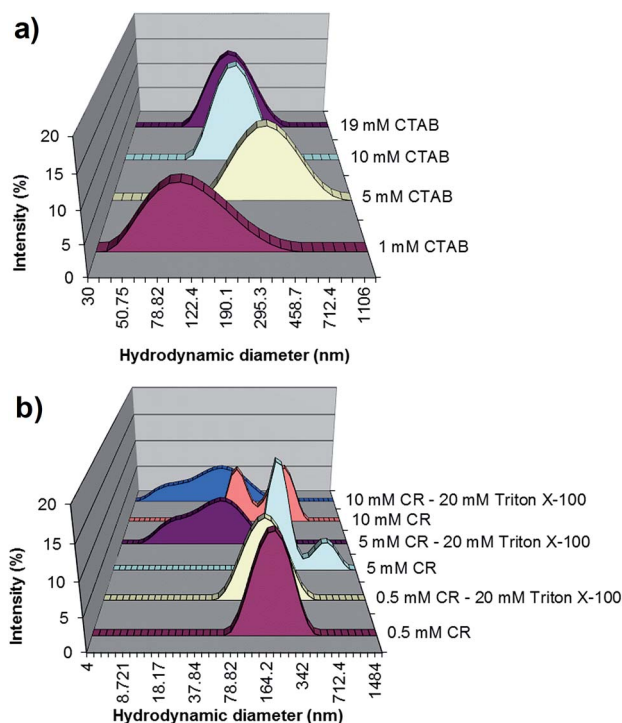 a)
19 mM CTAB
10 mM CTAB
5 mM CTAB
1 mM CTAB
20
15
10
5
0
Intensity (%)
30
50.75
78.82
122.4
190.1
295.3
458.7
712.4
1106
Hydrodynamic diameter (nm)
b)
10 mM CR - 20 mM Triton X-100
10 mM CR
5 mM CR - 20 mM Triton X-100
5 mM CR
0.5 mM CR - 20 mM Triton X-100
0.5 mM CR
20
15
10
5
0
Intensity (%)
4
8.721
18.17
37.84
78.82
164.2
342
712.4
1484
Hydrodynamic diameter (nm)